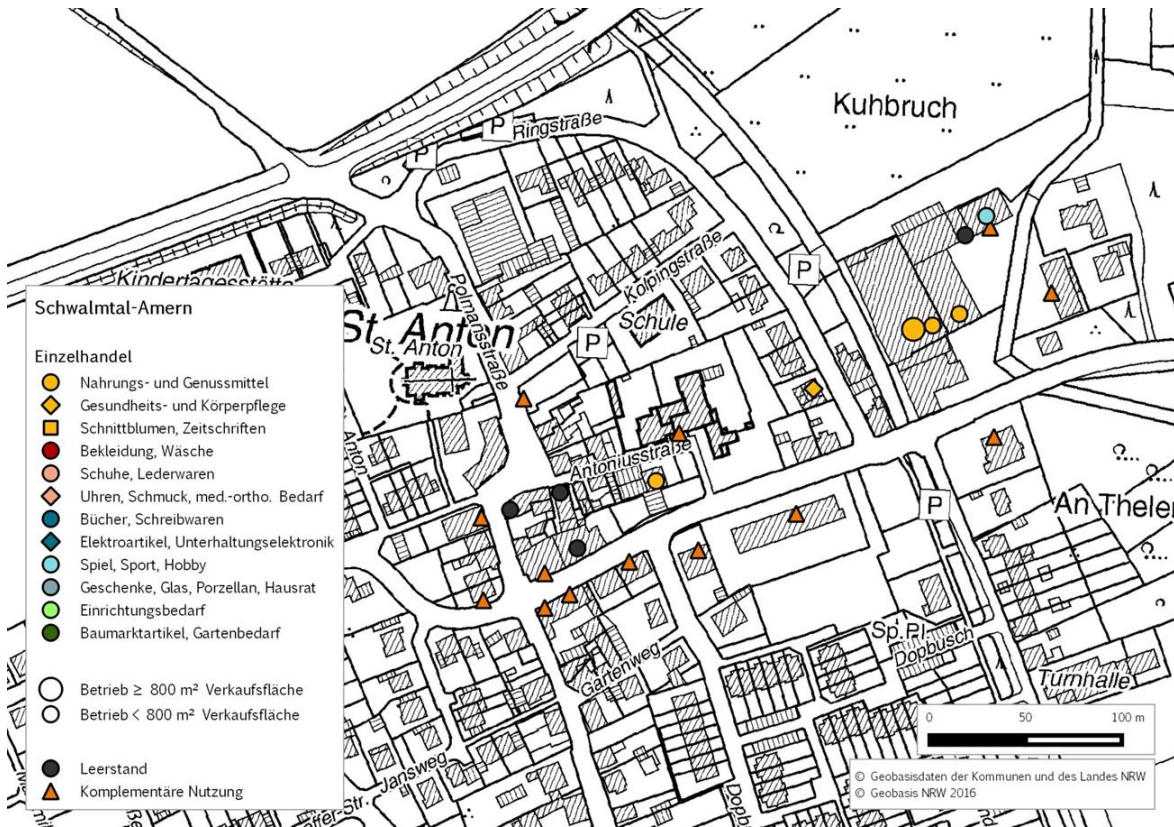 Kuhbruch
P
Ringstraße
P
Kindertagesstätte
Polmansstraße
Kolpingstraße
P
St. Anton
St. Anton
Schule
P
Anton
Antoniusstraße
P
An Thelen
Sp.Pl.
Dopbusch
Gartenweg
Turnhalle
Str. Jansweg
Schwalmtal-Amern
Einzelhandel
Nahrungs- und Genussmittel
Gesundheits- und Körperpflege
Schnittblumen, Zeitschriften
Bekleidung, Wäsche
Schuhe, Lederwaren
Uhren, Schmuck, med.-ortho. Bedarf
Bücher, Schreibwaren
Elektroartikel, Unterhaltungselektronik
Spiel, Sport, Hobby
Geschenke, Glas, Porzellan, Hausrat
Einrichtungsbedarf
Baumarktartikel, Gartenbedarf
Betrieb ≥ 800 m² Verkaufsfläche
Betrieb < 800 m² Verkaufsfläche
Leerstand
Komplementäre Nutzung
0 50 100 m
© Geobasisdaten der Kommunen und des Landes NRW
© Geobasis NRW 2016